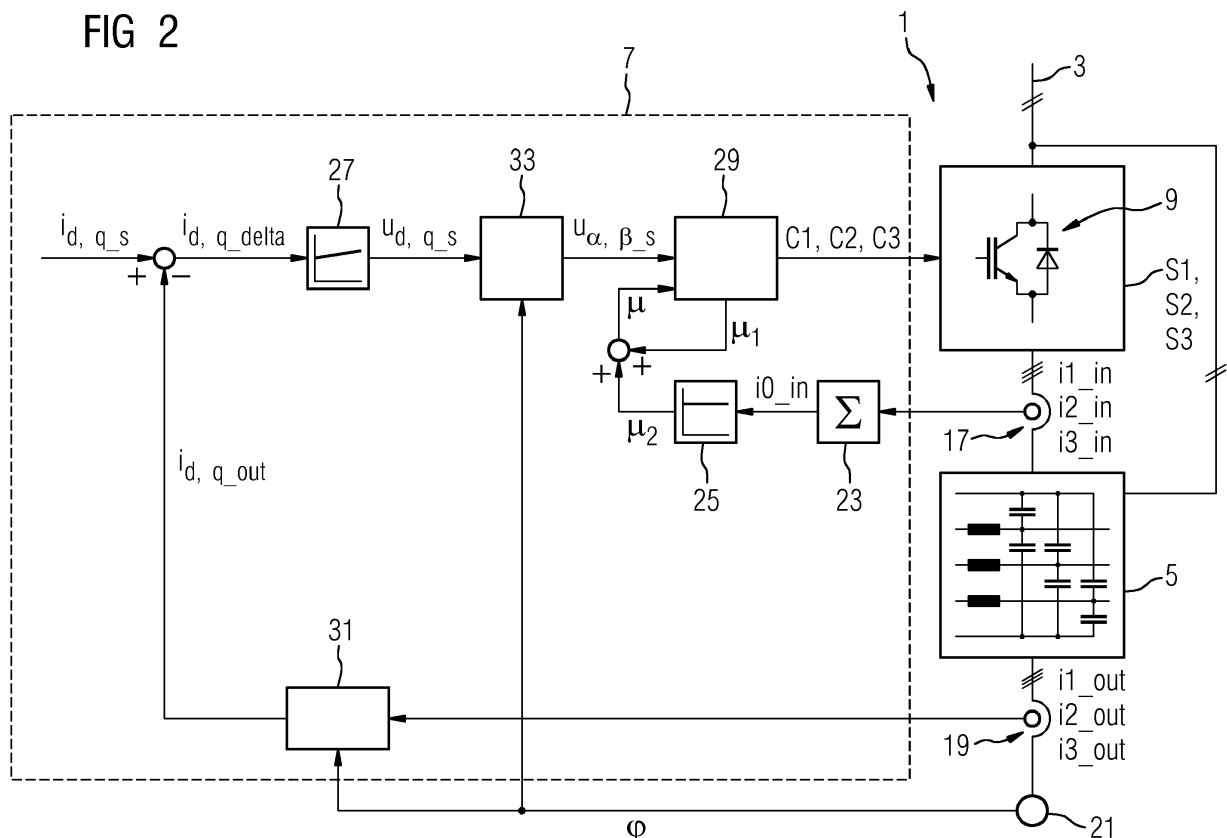 FIG 2
1
3
7
27
33
29
9
i_d, q_s
i_d, q_delta
u_d, q_s
u_α, β_s
C1, C2, C3
+
−
S1,
S2,
S3
μ
μ_1
+
+
i0_in
Σ
μ_2
i1_in
i2_in
i3_in
17
25
23
i_d, q_out
5
31
i1_out
i2_out
i3_out
19
φ
21